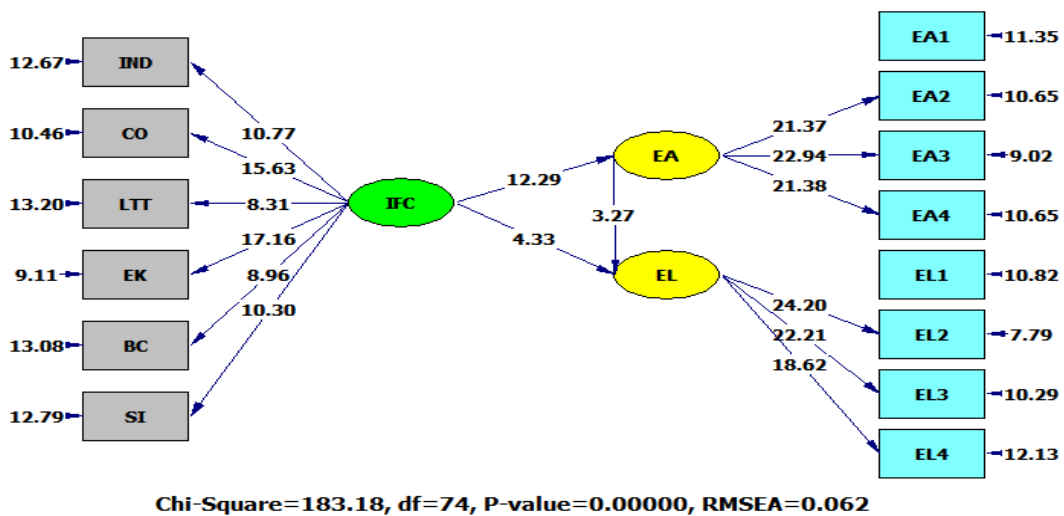 12.67 IND
10.46 CO
13.20 LTT
9.11 EK
13.08 BC
12.79 SI
10.77
15.63
8.31
17.16
8.96
10.30
IFC
12.29
4.33
EA
3.27
EL
21.37
22.94
21.38
24.20
22.21
18.62
EA1 11.35
EA2 10.65
EA3 9.02
EA4 10.65
EL1 10.82
EL2 7.79
EL3 10.29
EL4 12.13
Chi-Square=183.18, df=74, P-value=0.00000, RMSEA=0.062